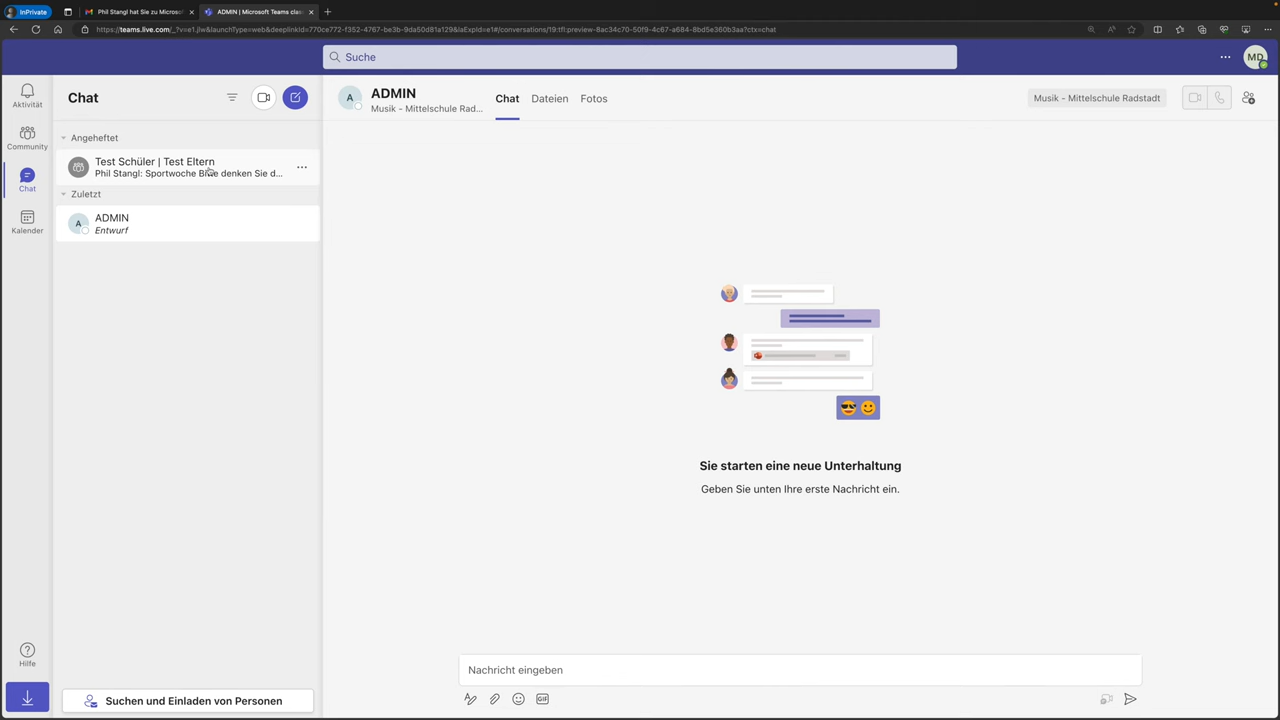 InPrivate
Phil Stangl hat Sie zu Microsof
ADMIN | Microsoft Teams clas
https://teams.live.com/_?v=e1.jlw&launchType=web&deeplinkId=770ce772-f352-4767-be3b-9da50d81a129&laExpId=e1#/conversations/19:tfl:preview-8ac34c70-50f9-4c67-a684-8bd5e360b3aa?ctx=chat
Suche
MD
Aktivität
Community
Chat
Kalender
Hilfe
Chat
Angeheftet
Test Schüler | Test Eltern
Phil Stangl: Sportwoche Bitte denken Sie d...
Zuletzt
A
ADMIN
Entwurf
Suchen und Einladen von Personen
A
ADMIN
Musik - Mittelschule Rad...
Chat
Dateien
Fotos
Musik - Mittelschule Radstadt
Sie starten eine neue Unterhaltung
Geben Sie unten Ihre erste Nachricht ein.
Nachricht eingeben
GIF